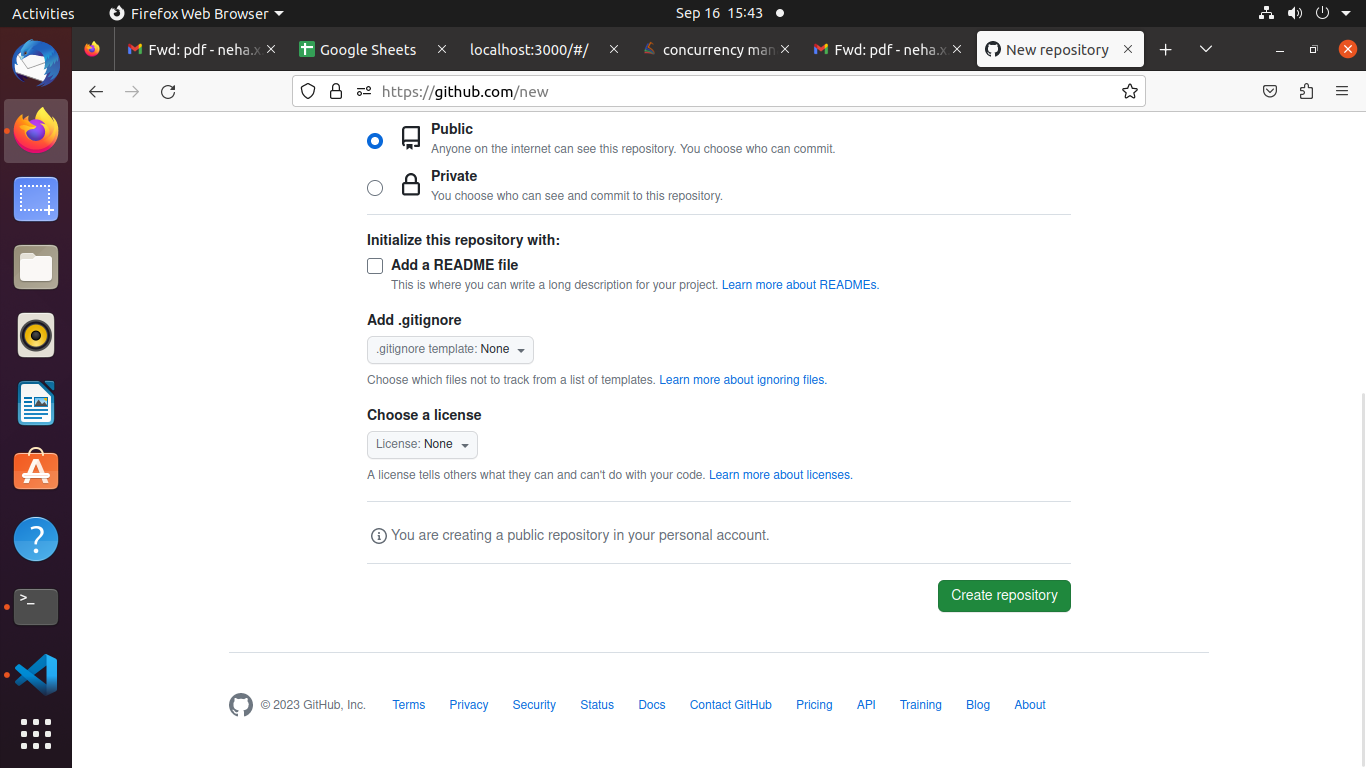 Activities Firefox Web Browser Sep 16 15:43
Fwd: pdf - neha.x Google Sheets localhost:3000/#/ concurrency man Fwd: pdf - neha.x New repository
https://github.com/new
Public
Anyone on the internet can see this repository. You choose who can commit.
Private
You choose who can see and commit to this repository.
Initialize this repository with:
Add a README file
This is where you can write a long description for your project. Learn more about READMEs.
Add .gitignore
.gitignore template: None
Choose which files not to track from a list of templates. Learn more about ignoring files.
Choose a license
License: None
A license tells others what they can and can't do with your code. Learn more about licenses.
You are creating a public repository in your personal account.
Create repository
© 2023 GitHub, Inc. Terms Privacy Security Status Docs Contact GitHub Pricing API Training Blog About